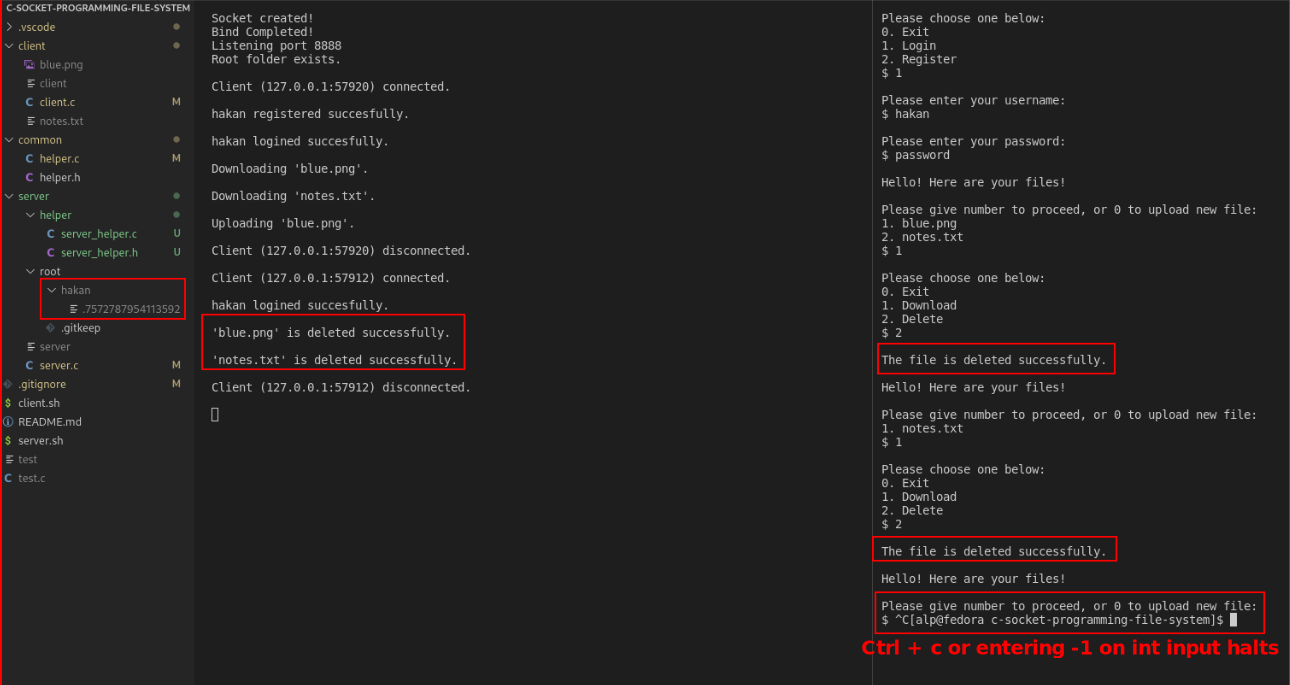 C-SOCKET-PROGRAMMING-FILE-SYSTEM
.vscode
client
blue.png
client
client.c M
notes.txt
common
helper.c M
helper.h
server
helper
server_helper.c U
server_helper.h U
root
hakan
.7572787954113592
.gitkeep
server
server.c M
.gitignore M
client.sh
README.md
server.sh
test
test.c
Socket created!
Bind Completed!
Listening port 8888
Root folder exists.
Client (127.0.0.1:57920) connected.
hakan registered succesfully.
hakan logined succesfully.
Downloading 'blue.png'.
Downloading 'notes.txt'.
Uploading 'blue.png'.
Client (127.0.0.1:57920) disconnected.
Client (127.0.0.1:57912) connected.
hakan logined succesfully.
'blue.png' is deleted successfully.
'notes.txt' is deleted successfully.
Client (127.0.0.1:57912) disconnected.
Please choose one below:
0. Exit
1. Login
2. Register
$ 1
Please enter your username:
$ hakan
Please enter your password:
$ password
Hello! Here are your files!
Please give number to proceed, or 0 to upload new file:
1. blue.png
2. notes.txt
$ 1
Please choose one below:
0. Exit
1. Download
2. Delete
$ 2
The file is deleted successfully.
Hello! Here are your files!
Please give number to proceed, or 0 to upload new file:
1. notes.txt
$ 1
Please choose one below:
0. Exit
1. Download
2. Delete
$ 2
The file is deleted successfully.
Hello! Here are your files!
Please give number to proceed, or 0 to upload new file:
$ ^C[alp@fedora c-socket-programming-file-system]$
Ctrl + c or entering -1 on int input halts